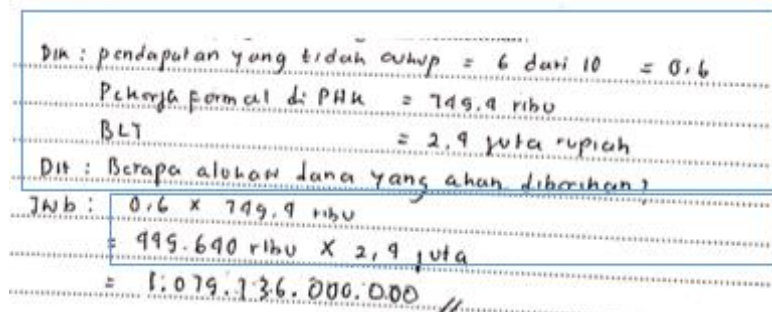 Dik : pendapatan yang tidak cukup = 6 dari 10 = 0,6
Pekerja formal di PHK = 749.4 ribu
BLT = 2,4 juta rupiah
Dit : Berapa alokasi dana yang akan diberikan?
Jwb : 0.6 x 749,4 ribu
= 449.640 ribu x 2,4 juta
= 1.079.136.000.000 //